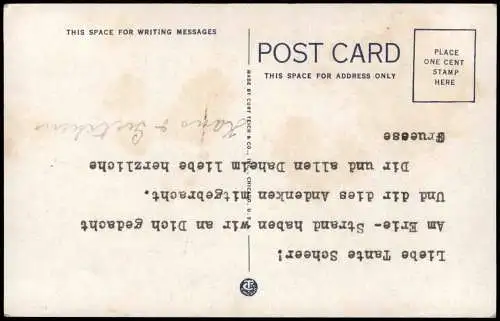 THIS SPACE FOR WRITING MESSAGES
POST CARD
THIS SPACE FOR ADDRESS ONLY
PLACE
ONE CENT
STAMP
HERE
MADE BY CURT TEICH & CO., INC., CHICAGO, U.S.A.
Liebe Tante Scheer!
Am Erie- Strand haben wir an Dich gedacht
Und dir dies Andenken mitgebracht.
Dir und allen Daheim liebe herzliche
Gruesse